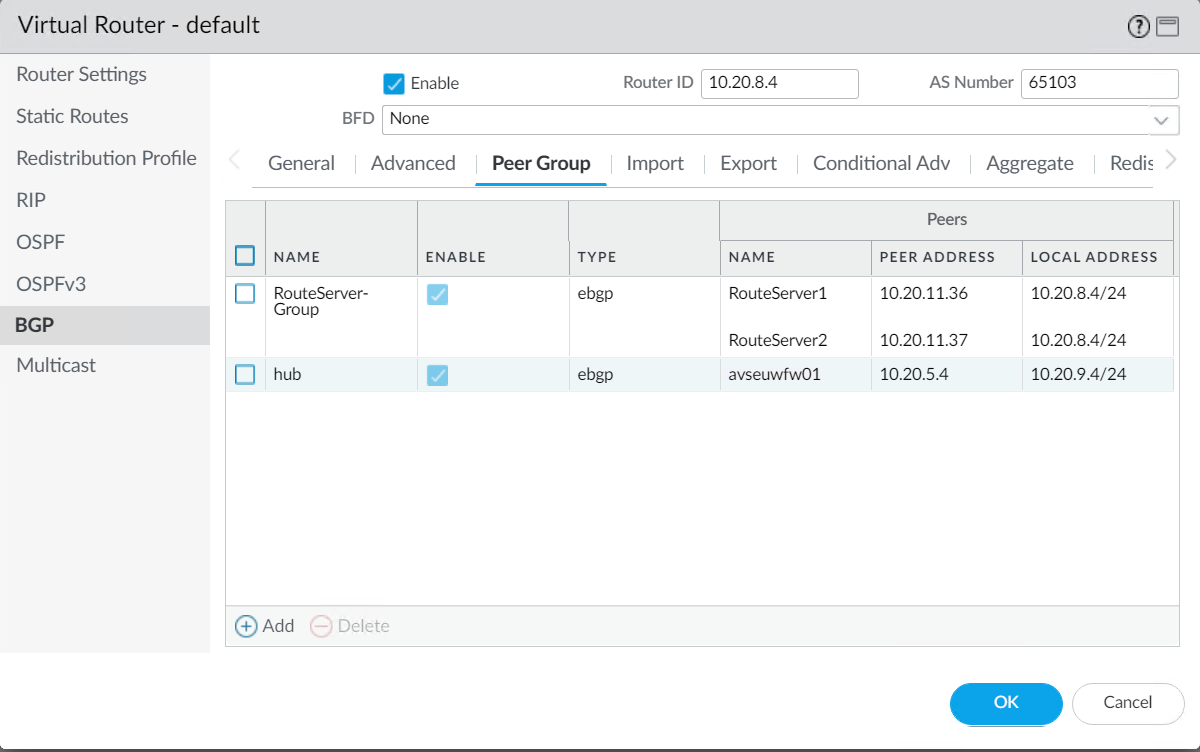 Virtual Router - default
Router Settings
Static Routes
Redistribution Profile
RIP
OSPF
OSPFv3
BGP
Multicast
Enable
Router ID 10.20.8.4
AS Number 65103
BFD None
General Advanced Peer Group Import Export Conditional Adv Aggregate Redis
Peers
NAME ENABLE TYPE NAME PEER ADDRESS LOCAL ADDRESS
RouteServer- ebgp RouteServer1 10.20.11.36 10.20.8.4/24
Group
RouteServer2 10.20.11.37 10.20.8.4/24
hub ebgp avseuwfw01 10.20.5.4 10.20.9.4/24
Add Delete
OK Cancel